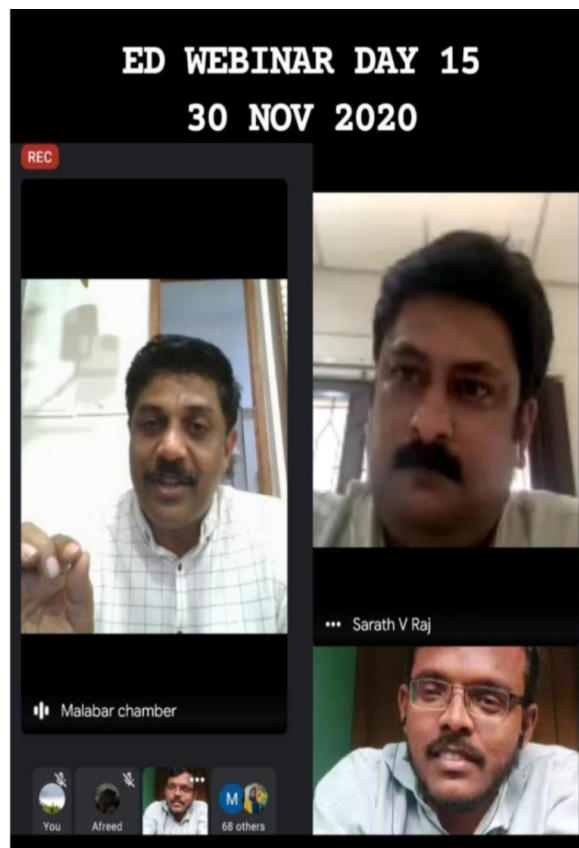 ED WEBINAR DAY 15
30 NOV 2020
REC
Malabar chamber
Sarath V Raj
You
Afreed
M
68 others